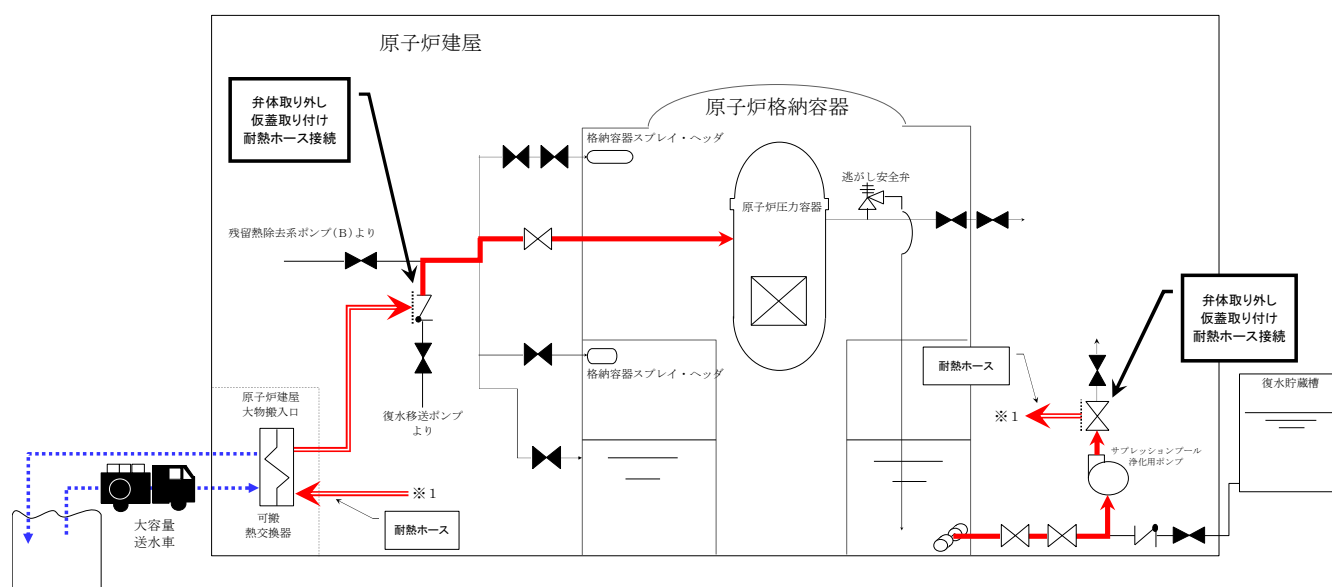 原子炉建屋
弁体取り外し
仮蓋取り付け
耐熱ホース接続
原子炉格納容器
格納容器スプレイ・ヘッダ
逃がし安全弁
原子炉圧力容器
残留熱除去系ポンプ(B)より
弁体取り外し
仮蓋取り付け
耐熱ホース接続
耐熱ホース
格納容器スプレイ・ヘッダ
復水貯蔵槽
原子炉建屋
大物搬入口
復水移送ポンプ
より
※1
サプレッションプール
浄化用ポンプ
※1
大容量
送水車
可搬
熱交換器
耐熱ホース